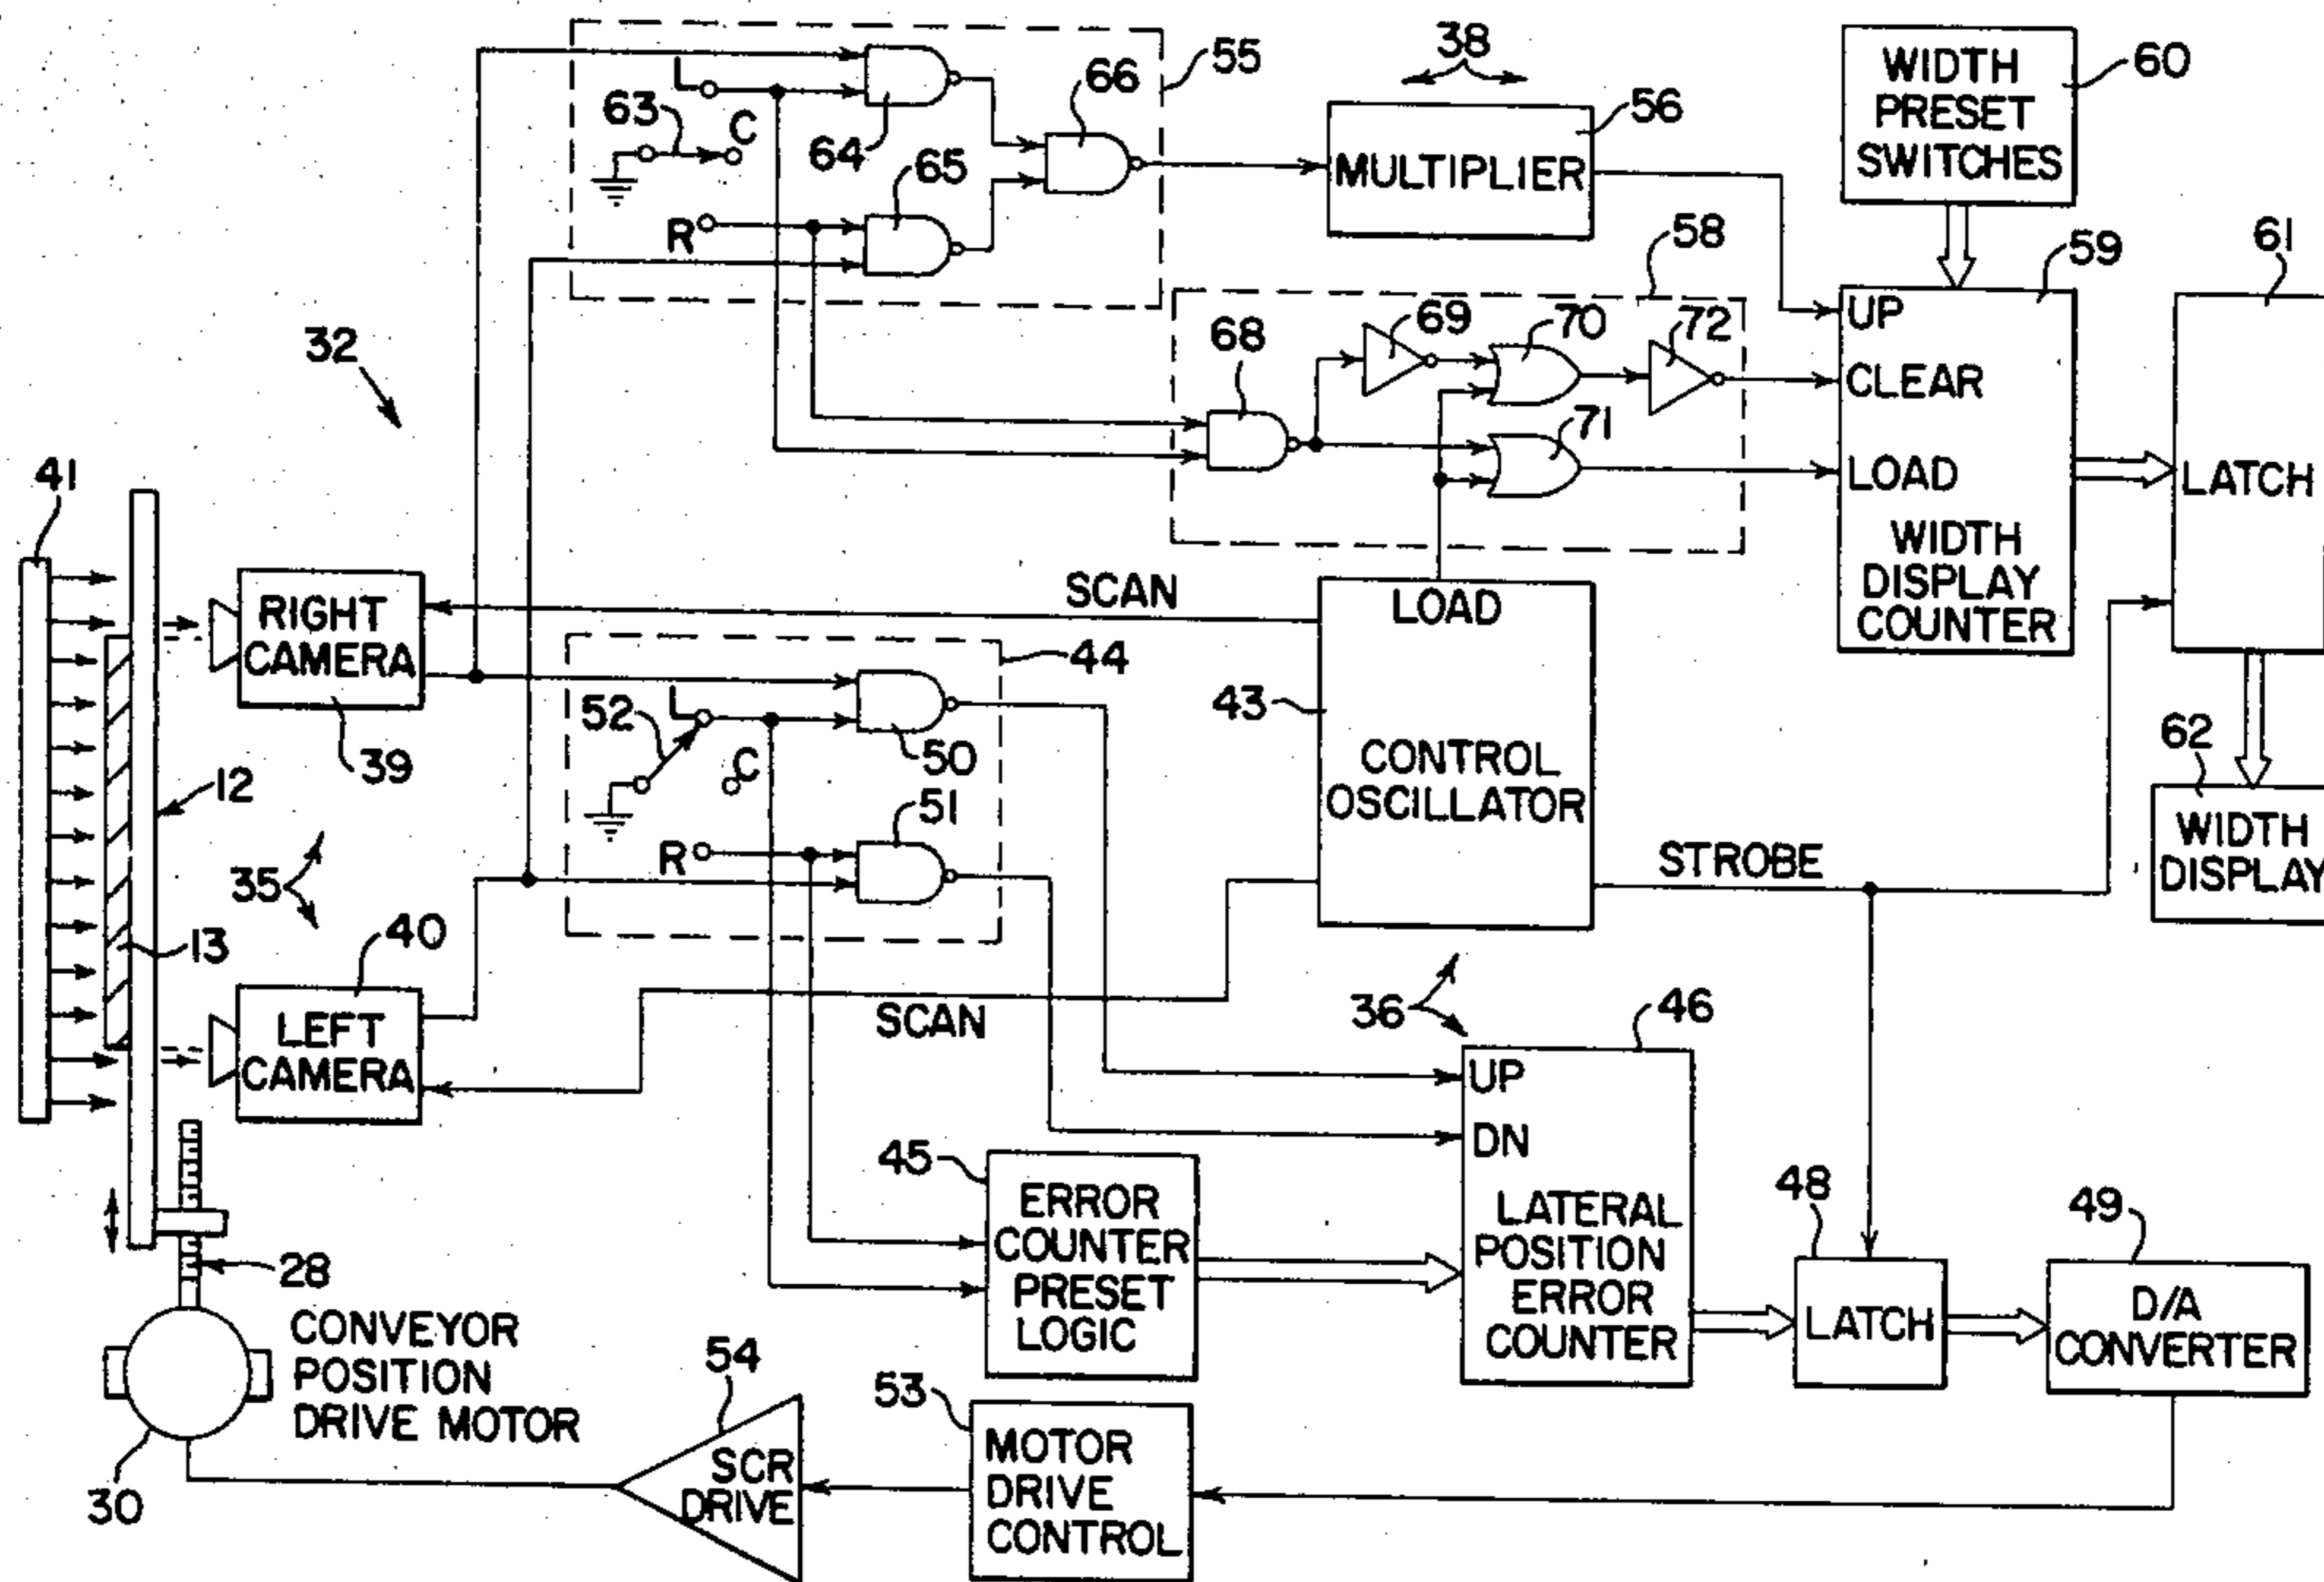 55
38
L
63
C
64
66
56
MULTIPLIER
WIDTH
PRESET
SWITCHES
60
65
R
58
59
61
32
68
69
70
72
71
UP
CLEAR
LOAD
WIDTH
DISPLAY
COUNTER
LATCH
41
RIGHT
CAMERA
39
SCAN
44
LOAD
43
CONTROL
OSCILLATOR
52
L
C
50
51
R
12
35
13
40
LEFT
CAMERA
SCAN
STROBE
62
WIDTH
DISPLAY
36
46
UP
DN
LATERAL
POSITION
ERROR
COUNTER
45
ERROR
COUNTER
PRESET
LOGIC
48
LATCH
49
D/A
CONVERTER
28
CONVEYOR
POSITION
DRIVE MOTOR
30
54
SCR
DRIVE
53
MOTOR
DRIVE
CONTROL